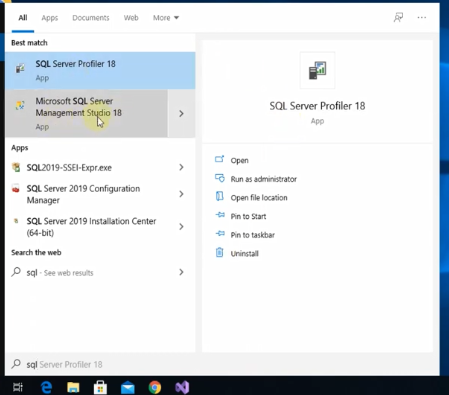 All Apps Documents Web More
Best match
SQL Server Profiler 18
App
Microsoft SQL Server
Management Studio 18
App
Apps
SQL2019-SSEI-Expr.exe
SQL Server 2019 Configuration
Manager
SQL Server 2019 Installation Center
(64-bit)
Search the web
sql - See web results
SQL Server Profiler 18
App
Open
Run as administrator
Open file location
Pin to Start
Pin to taskbar
Uninstall
sql Server Profiler 18